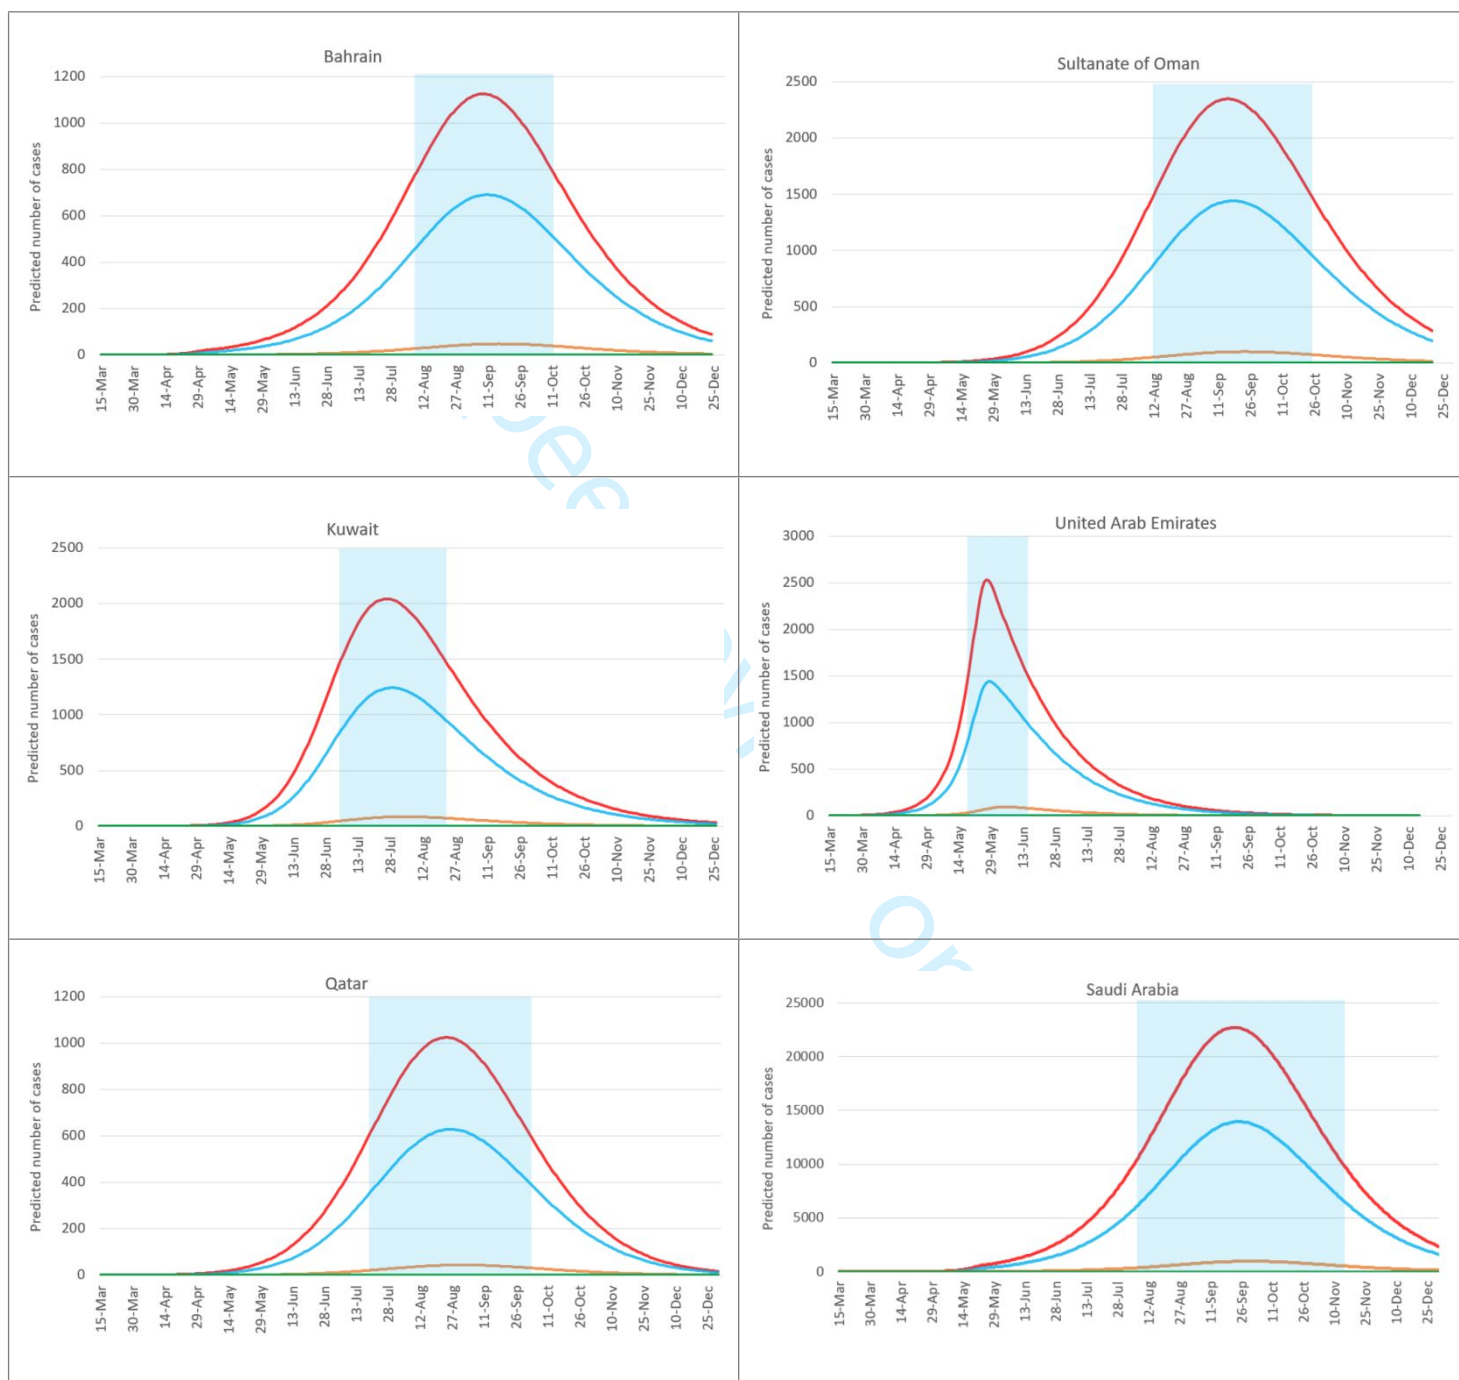 Bahrain
Predicted number of cases
1200
1000
800
600
400
200
0
15-Mar 30-Mar 14-Apr 29-Apr 14-May 29-May 13-Jun 28-Jun 13-Jul 28-Jul 12-Aug 27-Aug 11-Sep 26-Sep 11-Oct 26-Oct 10-Nov 25-Nov 10-Dec 25-Dec
Sultanate of Oman
Predicted number of cases
2500
2000
1500
1000
500
0
15-Mar 30-Mar 14-Apr 29-Apr 14-May 29-May 13-Jun 28-Jun 13-Jul 28-Jul 12-Aug 27-Aug 11-Sep 26-Sep 11-Oct 26-Oct 10-Nov 25-Nov 10-Dec 25-Dec
Kuwait
Predicted number of cases
2500
2000
1500
1000
500
0
15-Mar 30-Mar 14-Apr 29-Apr 14-May 29-May 13-Jun 28-Jun 13-Jul 28-Jul 12-Aug 27-Aug 11-Sep 26-Sep 11-Oct 26-Oct 10-Nov 25-Nov 10-Dec 25-Dec
United Arab Emirates
Predicted number of cases
3000
2500
2000
1500
1000
500
0
15-Mar 30-Mar 14-Apr 29-Apr 14-May 29-May 13-Jun 28-Jun 13-Jul 28-Jul 12-Aug 27-Aug 11-Sep 26-Sep 11-Oct 26-Oct 10-Nov 25-Nov 10-Dec 25-Dec
Qatar
Predicted number of cases
1200
1000
800
600
400
200
0
15-Mar 30-Mar 14-Apr 29-Apr 14-May 29-May 13-Jun 28-Jun 13-Jul 28-Jul 12-Aug 27-Aug 11-Sep 26-Sep 11-Oct 26-Oct 10-Nov 25-Nov 10-Dec 25-Dec
Saudi Arabia
Predicted number of cases
25000
20000
15000
10000
5000
0
15-Mar 30-Mar 14-Apr 29-Apr 14-May 29-May 13-Jun 28-Jun 13-Jul 28-Jul 12-Aug 27-Aug 11-Sep 26-Sep 11-Oct 26-Oct 10-Nov 25-Nov 10-Dec 25-Dec